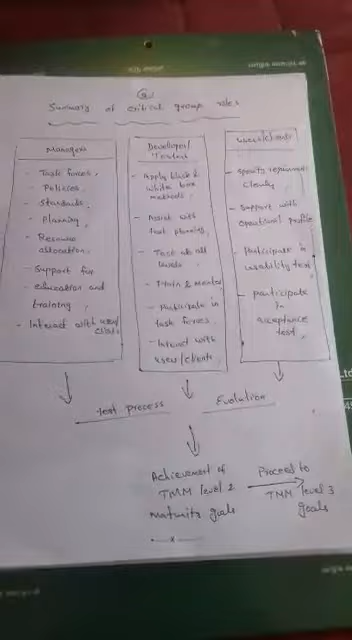 Summary of critical group roles
Managers
- Task forces.
- Policies.
- Standards.
- Planning.
- Resource
allocation.
- Support for
- education and
training.
- Interact with user/
clients
Developer/
Testers
- Apply black &
white box
methods.
- Assist with
test planning.
- Test at all
levels.
- Train & mentor
- Participate in
task forces.
- Interact with
user/clients.
users/clients
- specify requirement
clearly.
- Support with
operational profile
- Participate in
usability test.
- participate
in
acceptance
test.
test process Evolution
Achievement of
TMM level 2
maturity goals
Proceed to
TMM level 3
goals
x